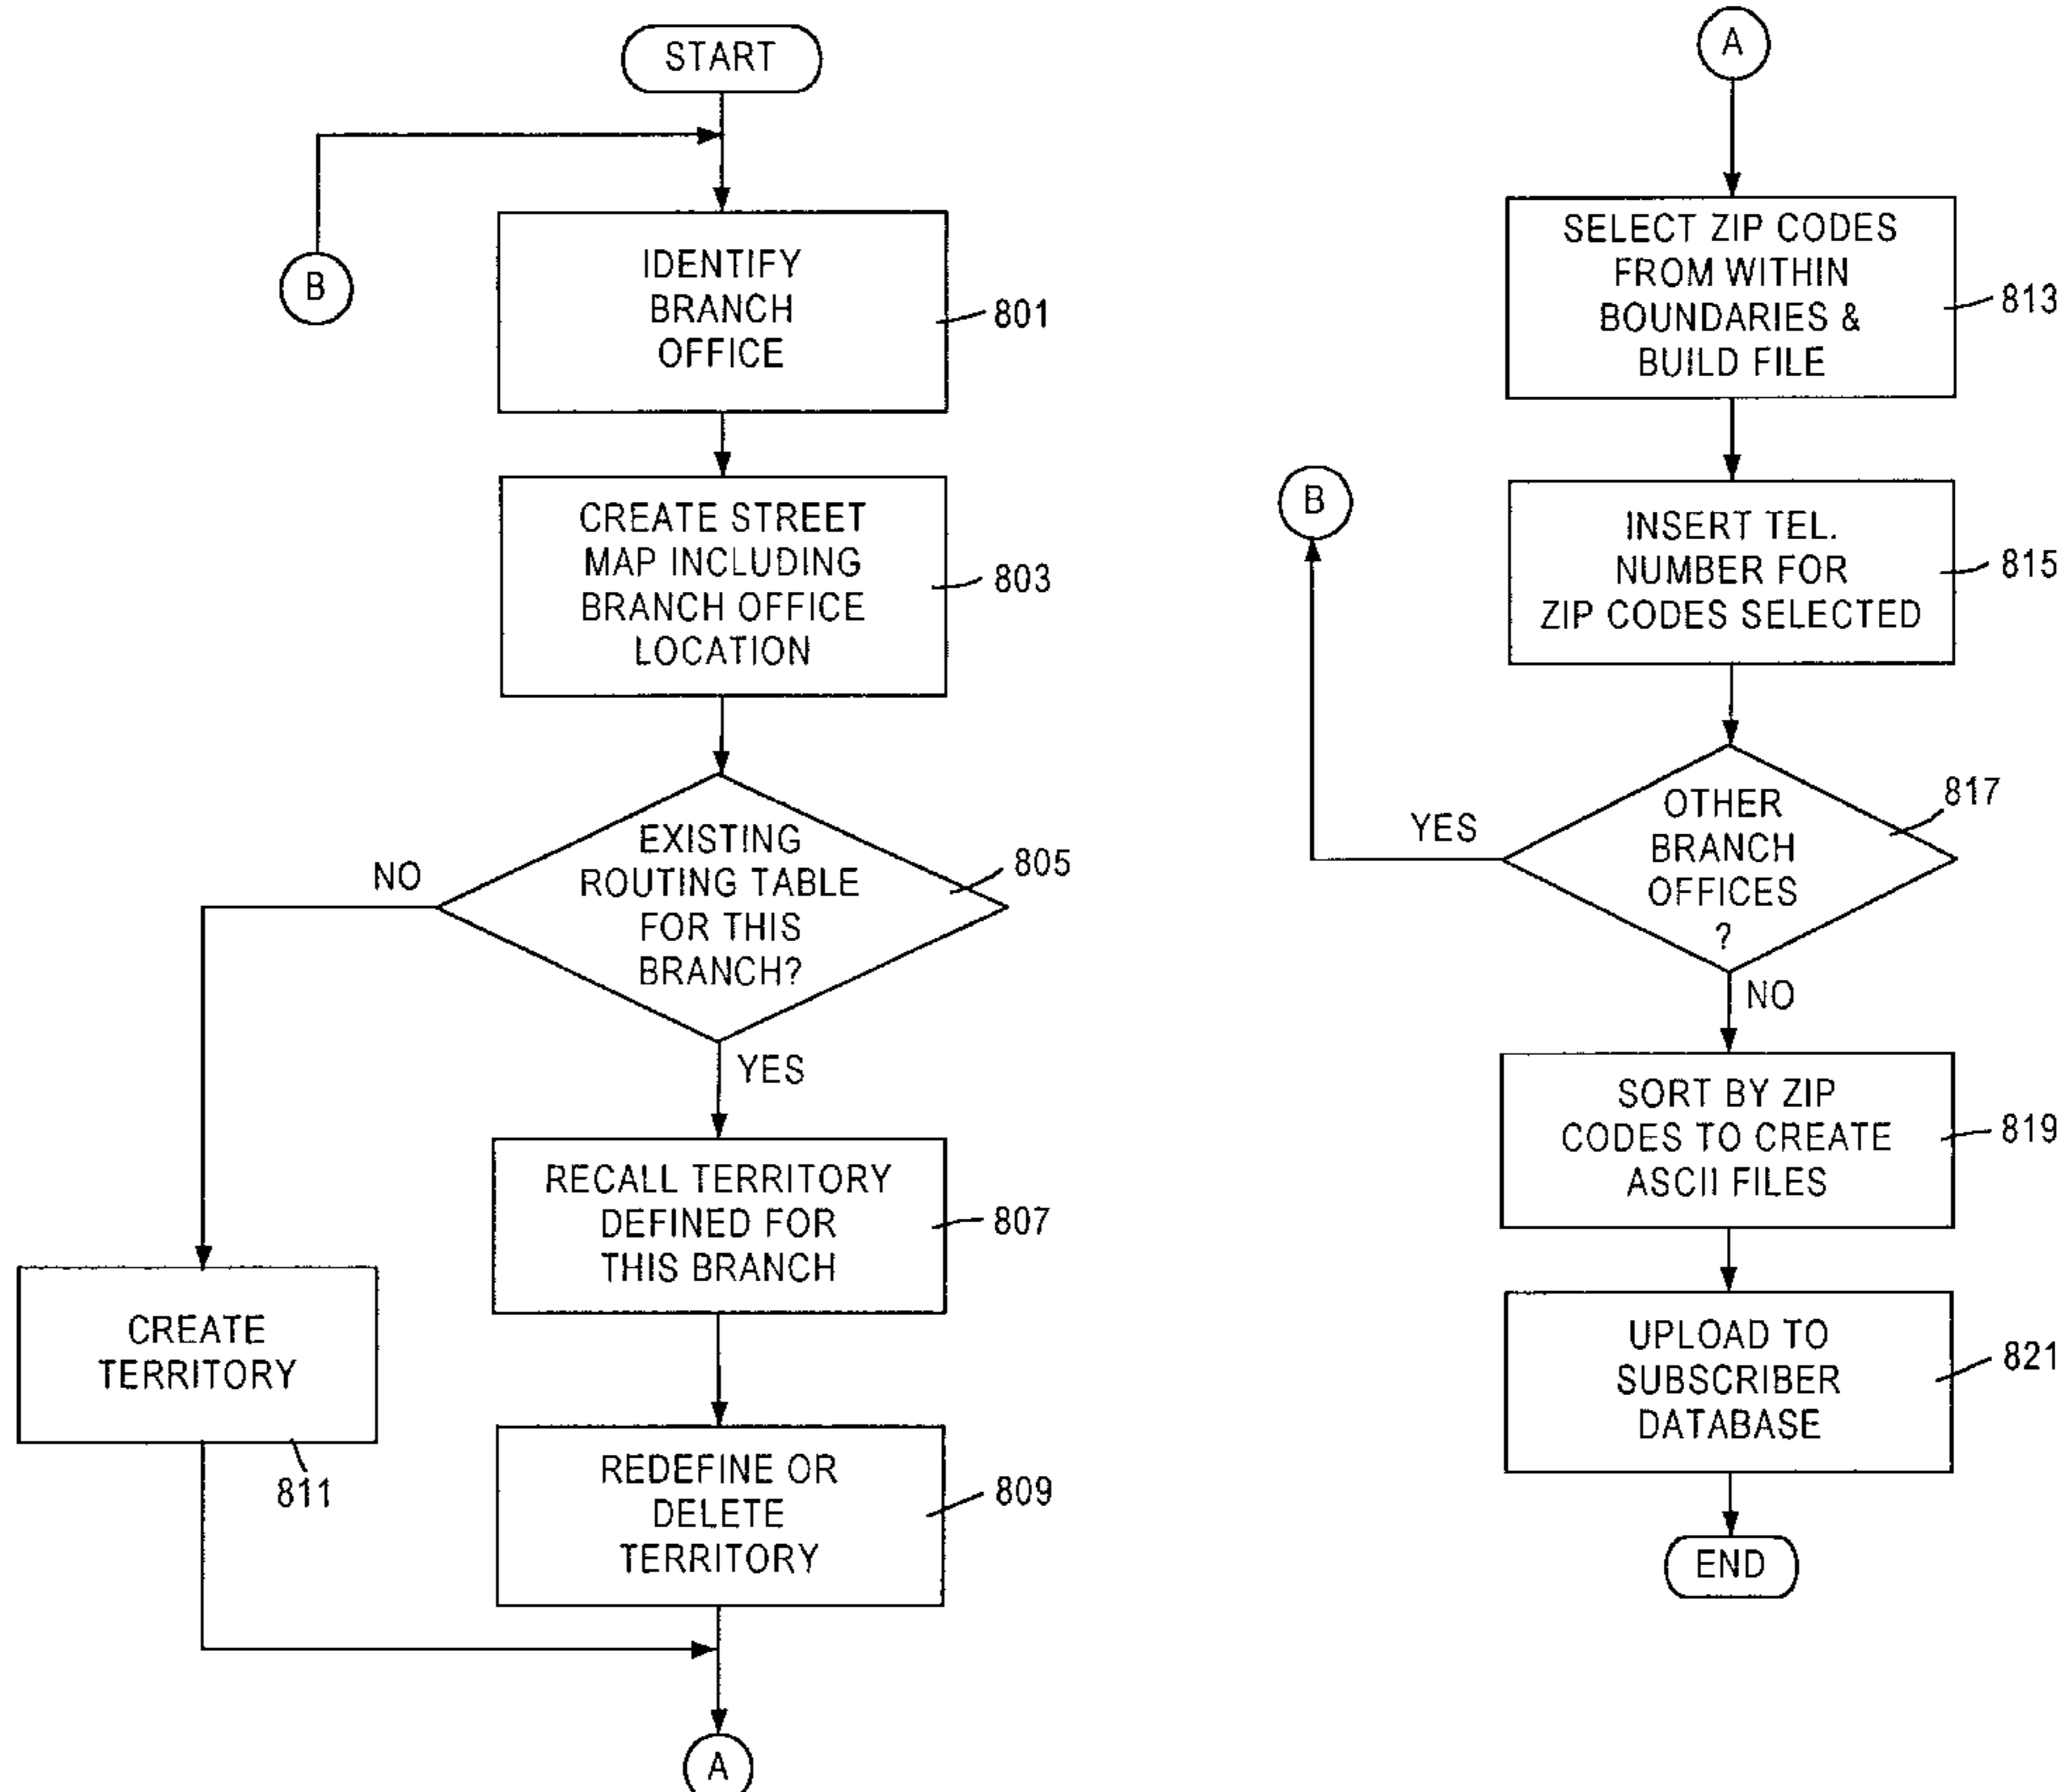 START
B
IDENTIFY
BRANCH
OFFICE
801
CREATE STREET
MAP INCLUDING
BRANCH OFFICE
LOCATION
803
EXISTING
ROUTING TABLE
FOR THIS
BRANCH?
805
NO
YES
RECALL TERRITORY
DEFINED FOR
THIS BRANCH
807
CREATE
TERRITORY
811
REDEFINE OR
DELETE
TERRITORY
809
A
A
SELECT ZIP CODES
FROM WITHIN
BOUNDARIES &
BUILD FILE
813
B
INSERT TEL.
NUMBER FOR
ZIP CODES SELECTED
815
OTHER
BRANCH
OFFICES
?
817
YES
NO
SORT BY ZIP
CODES TO CREATE
ASCII FILES
819
UPLOAD TO
SUBSCRIBER
DATABASE
821
END